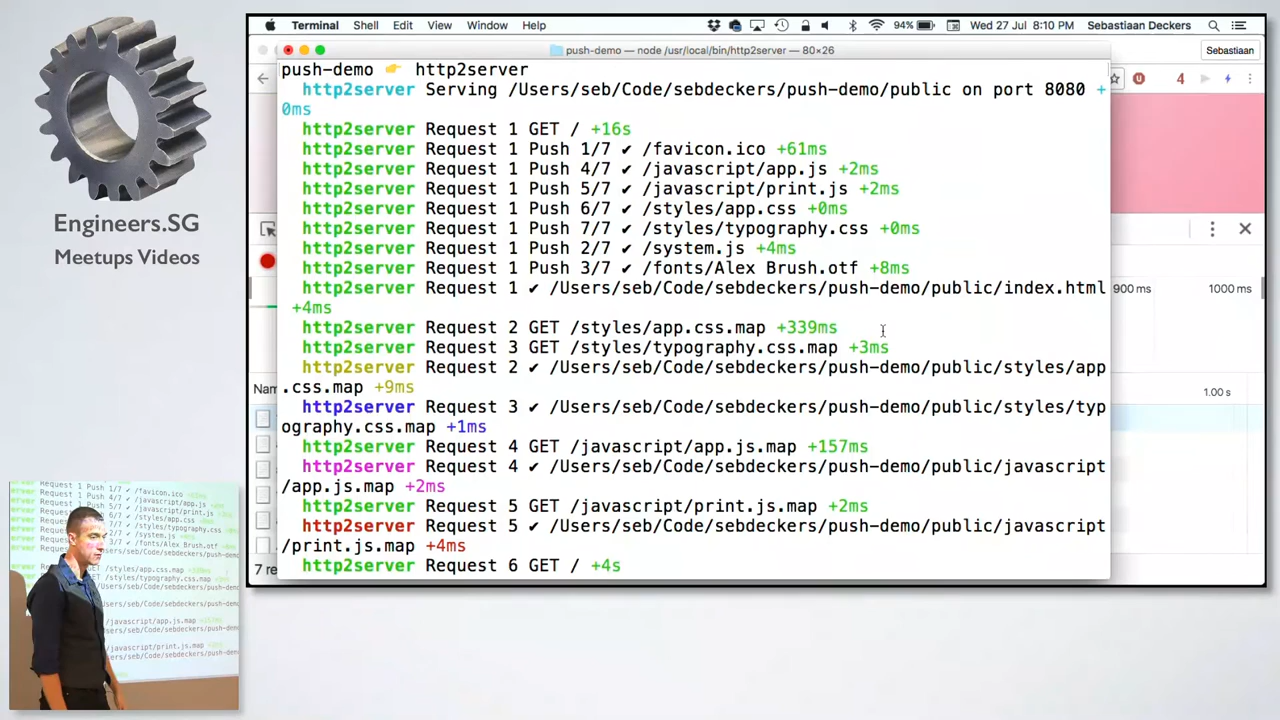 Terminal Shell Edit View Window Help 94% Wed 27 Jul 8:10 PM Sebastiaan Deckers
push-demo — node /usr/local/bin/http2server — 80×26
Sebastiaan
4
push-demo 👉 http2server
http2server Serving /Users/seb/Code/sebdeckers/push-demo/public on port 8080 +
0ms
http2server Request 1 GET / +16s
http2server Request 1 Push 1/7 ✔ /favicon.ico +61ms
http2server Request 1 Push 4/7 ✔ /javascript/app.js +2ms
http2server Request 1 Push 5/7 ✔ /javascript/print.js +2ms
http2server Request 1 Push 6/7 ✔ /styles/app.css +0ms
http2server Request 1 Push 7/7 ✔ /styles/typography.css +0ms
http2server Request 1 Push 2/7 ✔ /system.js +4ms
http2server Request 1 Push 3/7 ✔ /fonts/Alex Brush.otf +8ms
http2server Request 1 ✔ /Users/seb/Code/sebdeckers/push-demo/public/index.html
+4ms
http2server Request 2 GET /styles/app.css.map +339ms
http2server Request 3 GET /styles/typography.css.map +3ms
http2server Request 2 ✔ /Users/seb/Code/sebdeckers/push-demo/public/styles/app
.css.map +9ms
http2server Request 3 ✔ /Users/seb/Code/sebdeckers/push-demo/public/styles/typ
ography.css.map +1ms
http2server Request 4 GET /javascript/app.js.map +157ms
http2server Request 4 ✔ /Users/seb/Code/sebdeckers/push-demo/public/javascript
/app.js.map +2ms
http2server Request 5 GET /javascript/print.js.map +2ms
http2server Request 5 ✔ /Users/seb/Code/sebdeckers/push-demo/public/javascript
/print.js.map +4ms
http2server Request 6 GET / +4s
900 ms 1000 ms
Nam
1.00 s
7 re
Engineers.SG
Meetups Videos